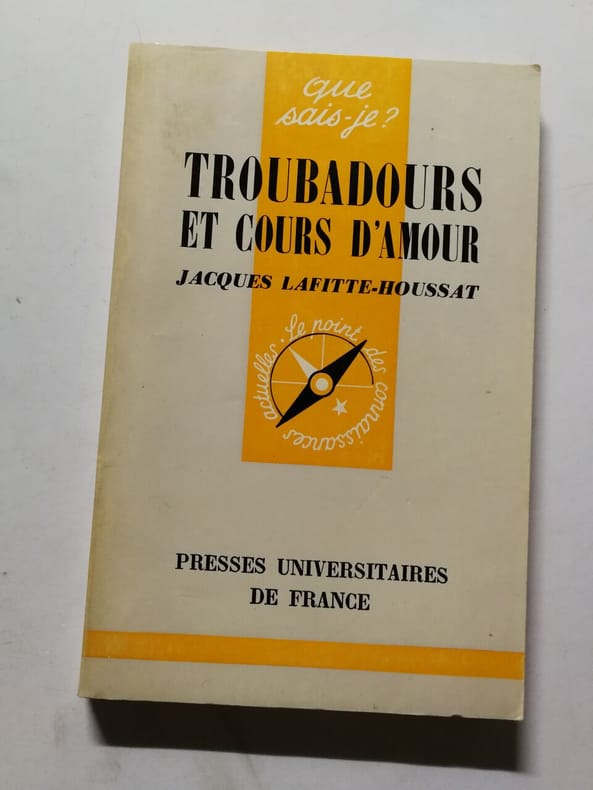 que
sais-je?
TROUBADOURS
ET COURS D'AMOUR
JACQUES LAFITTE-HOUSSAT
Le point des connaissances actuelles.
PRESSES UNIVERSITAIRES
DE FRANCE